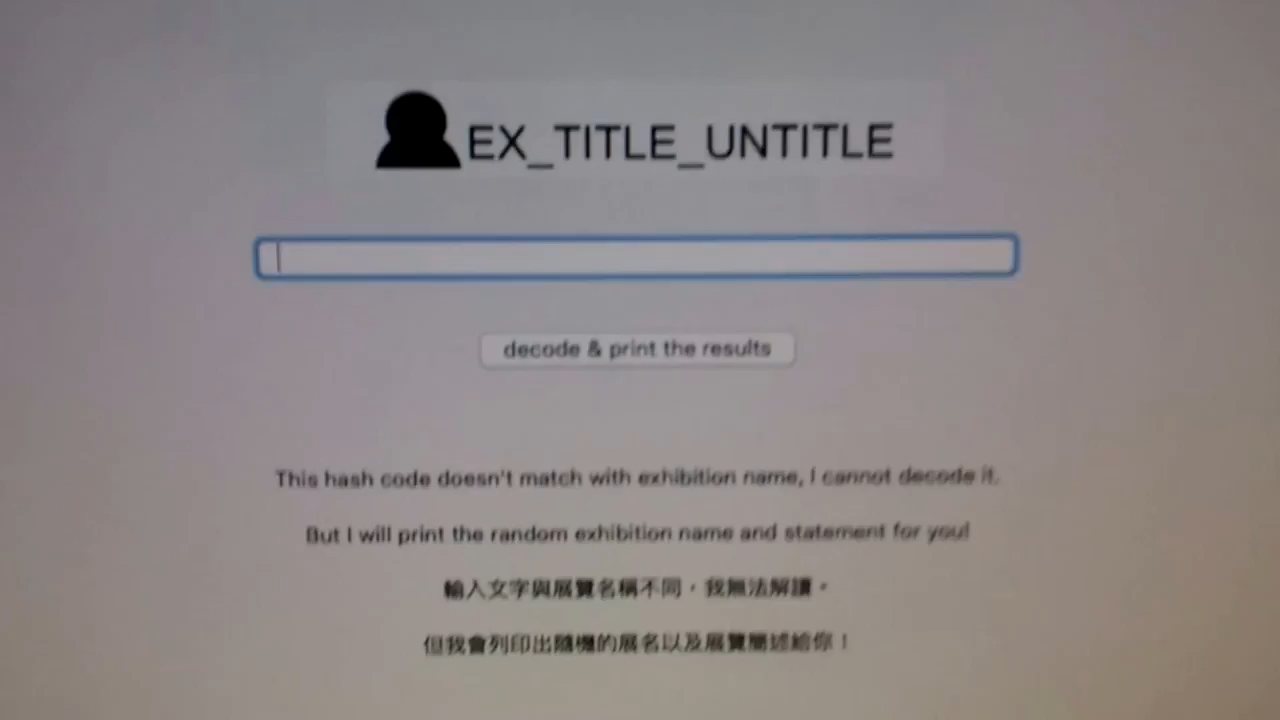 EX_TITLE_UNTITLE
decode & print the results
This hash code doesn't match with exhibition name, I cannot decode it.
But I will print the random exhibition name and statement for you!
輸入文字與展覽名稱不同，我無法解讀。
但我會列印出隨機的展名以及展覽簡述給你！